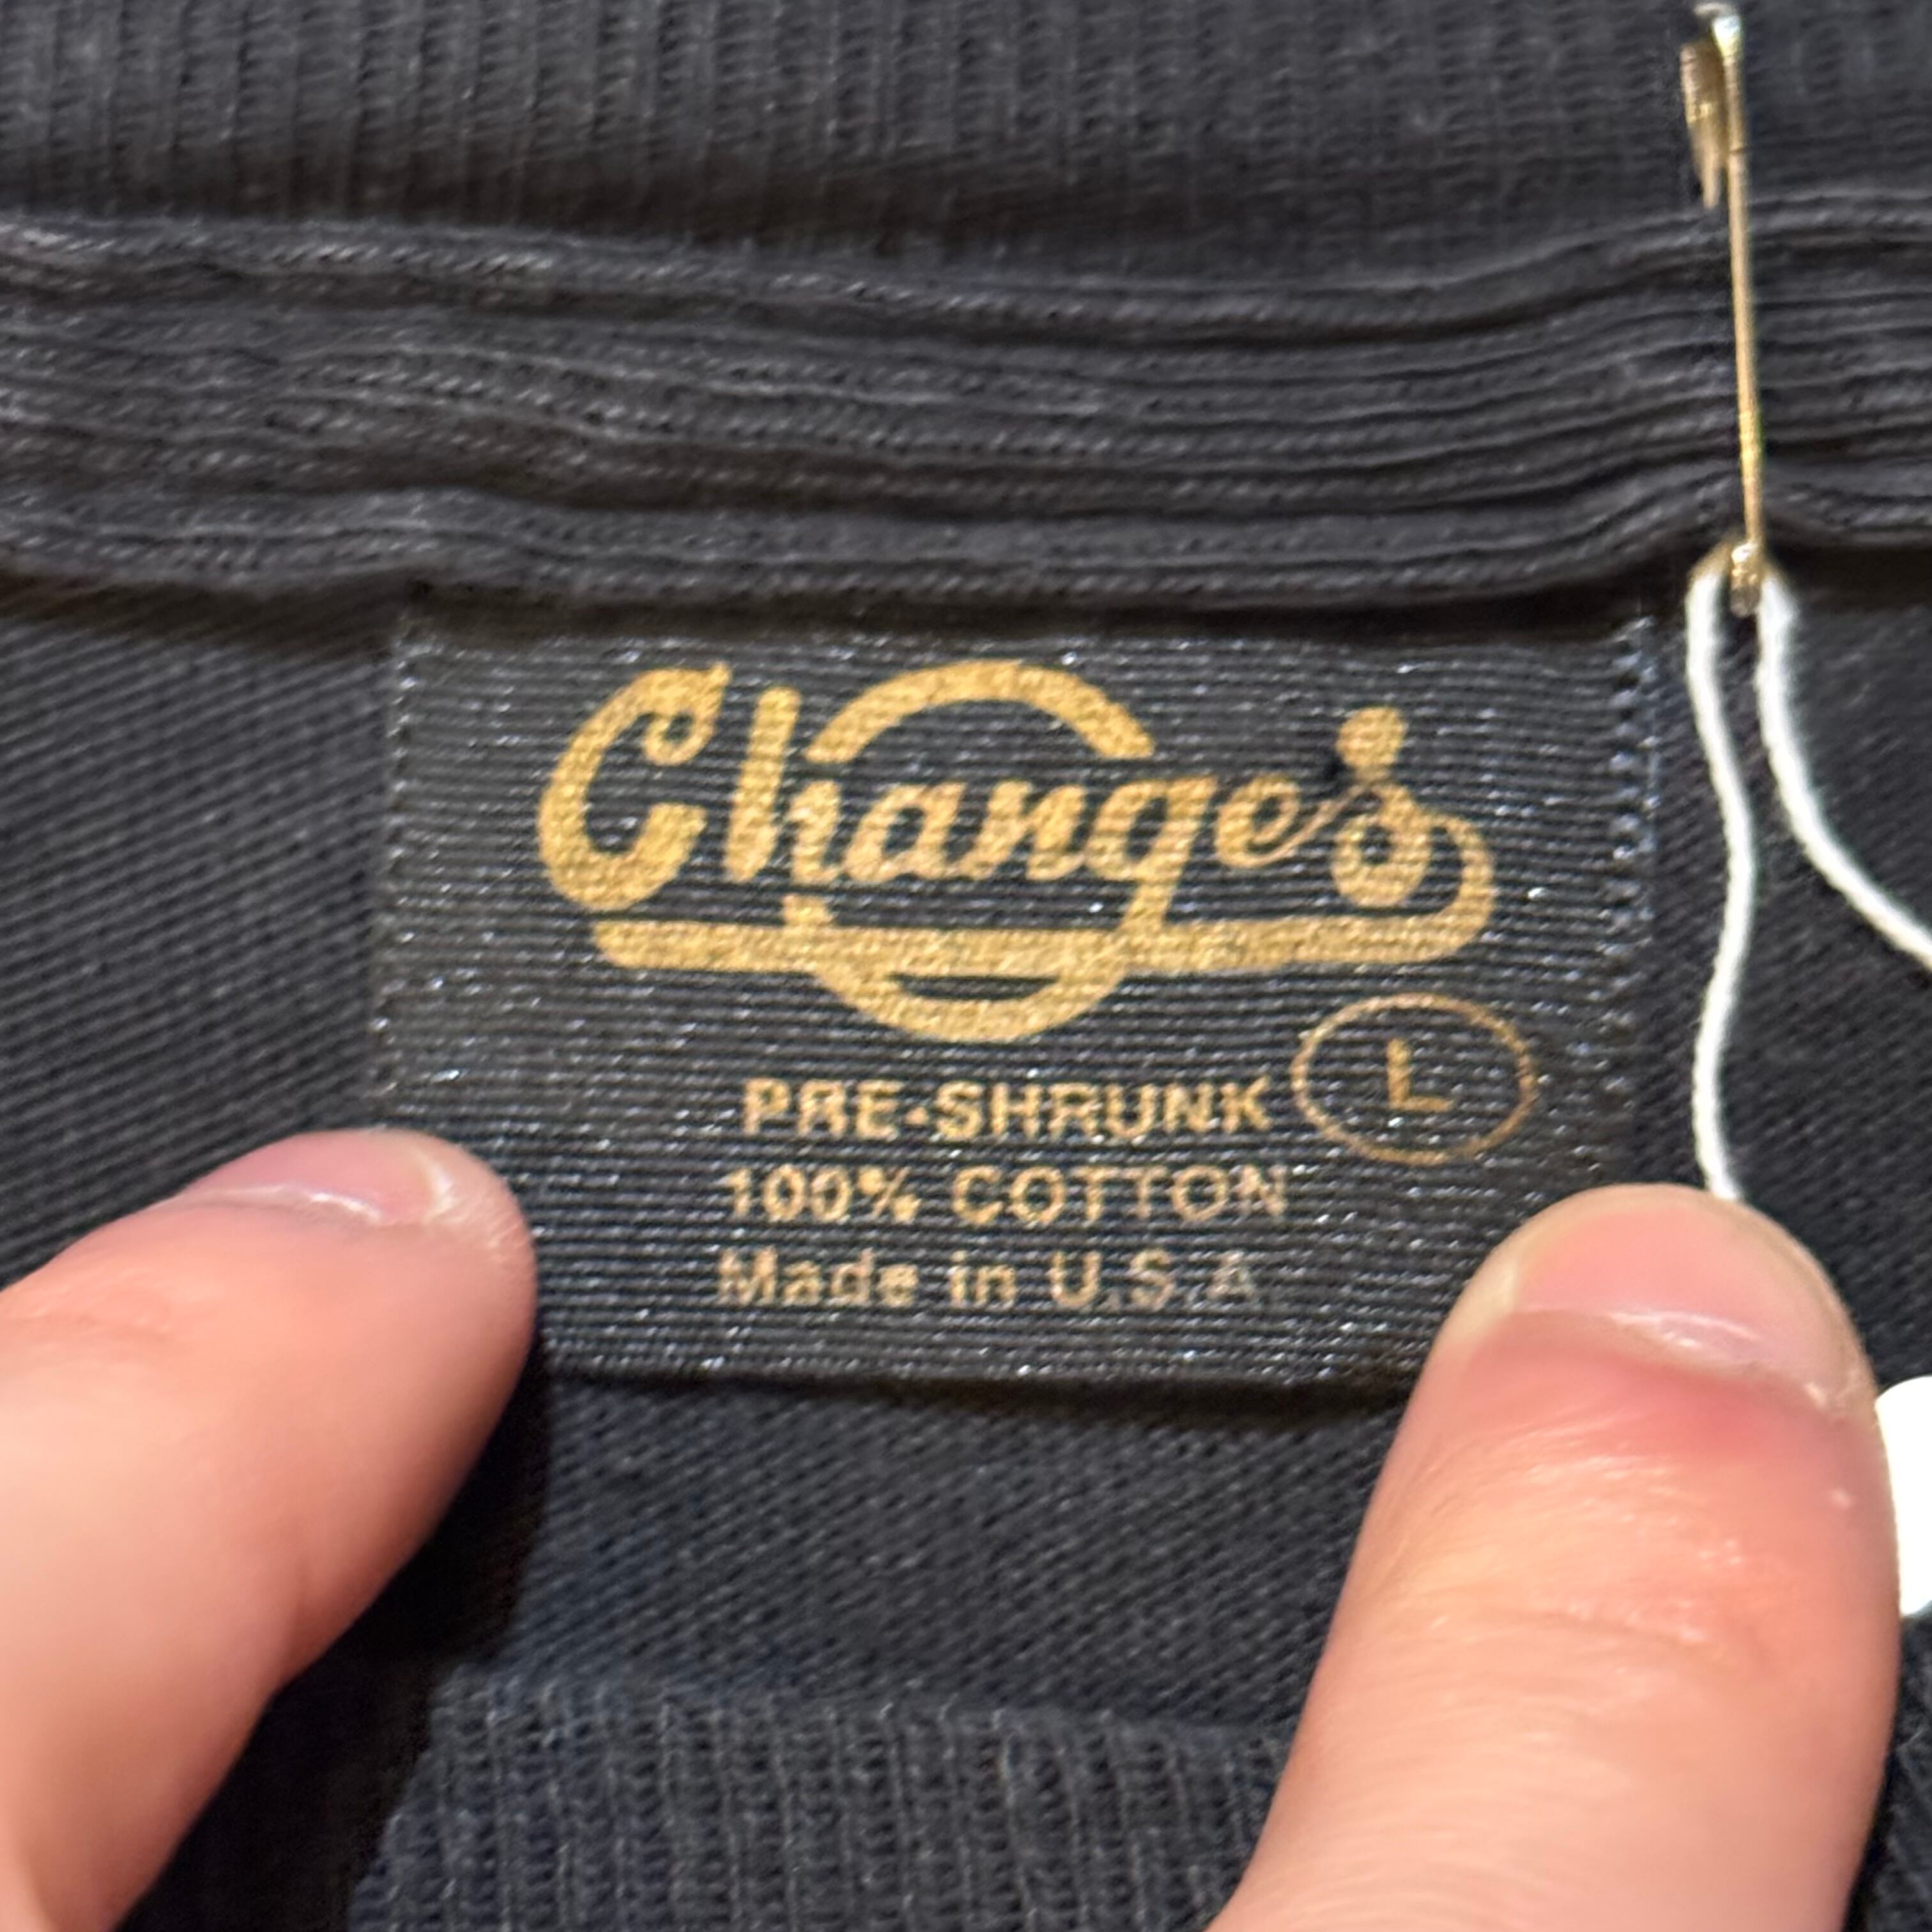 Changes
PRE-SHRUNK L
100% COTTON
Made in U.S.A.